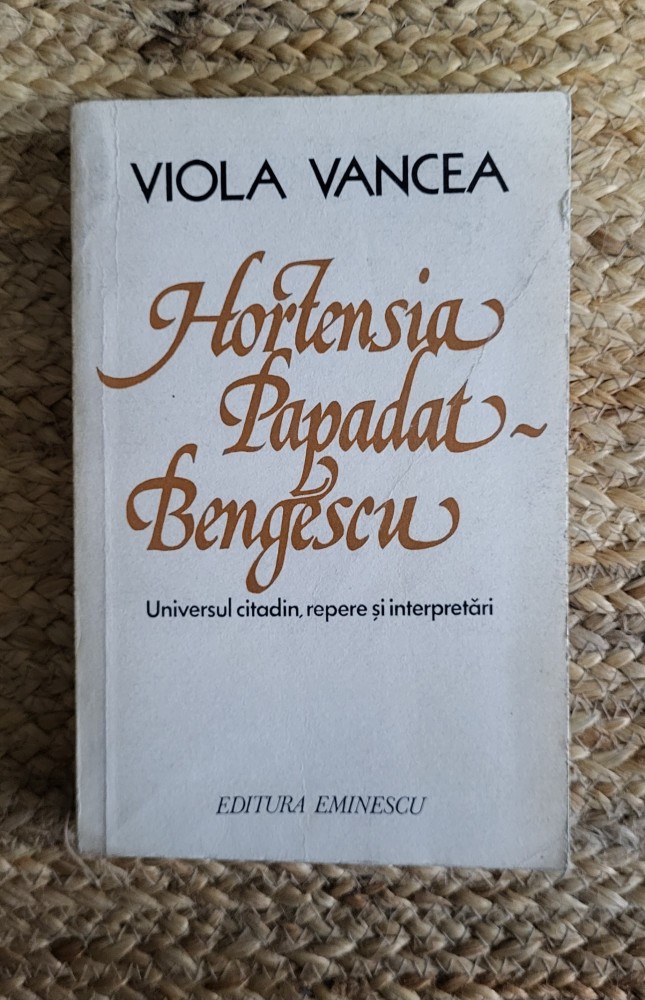 VIOLA VANCEA
Hortensia
Papadat-
Bengescu
Universul citadin, repere și interpretări
EDITURA EMINESCU